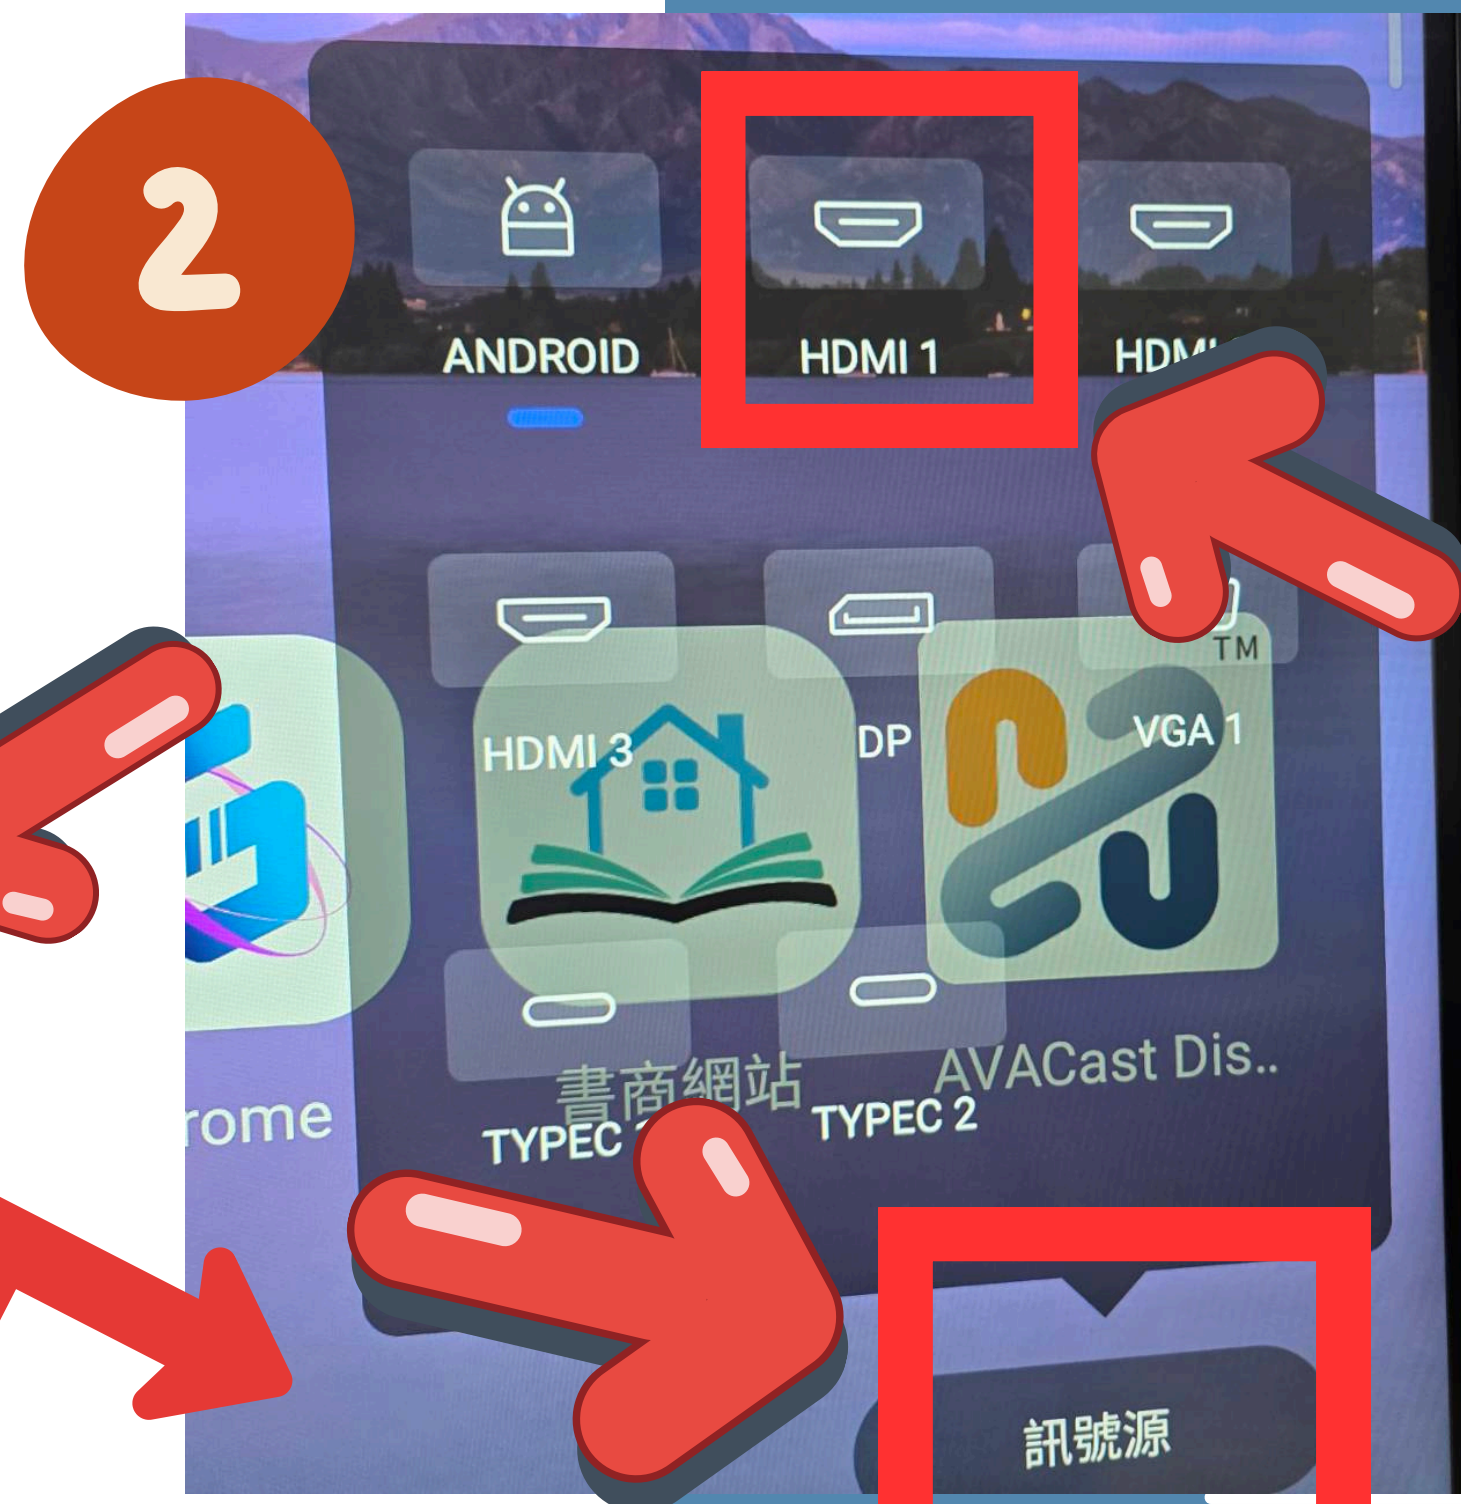 2
ANDROID
HDMI 1
HDMI
HDMI 3
DP
VGA 1
TM
rome
書商網站
AVACast Dis..
TYPEC
TYPEC 2
訊號源